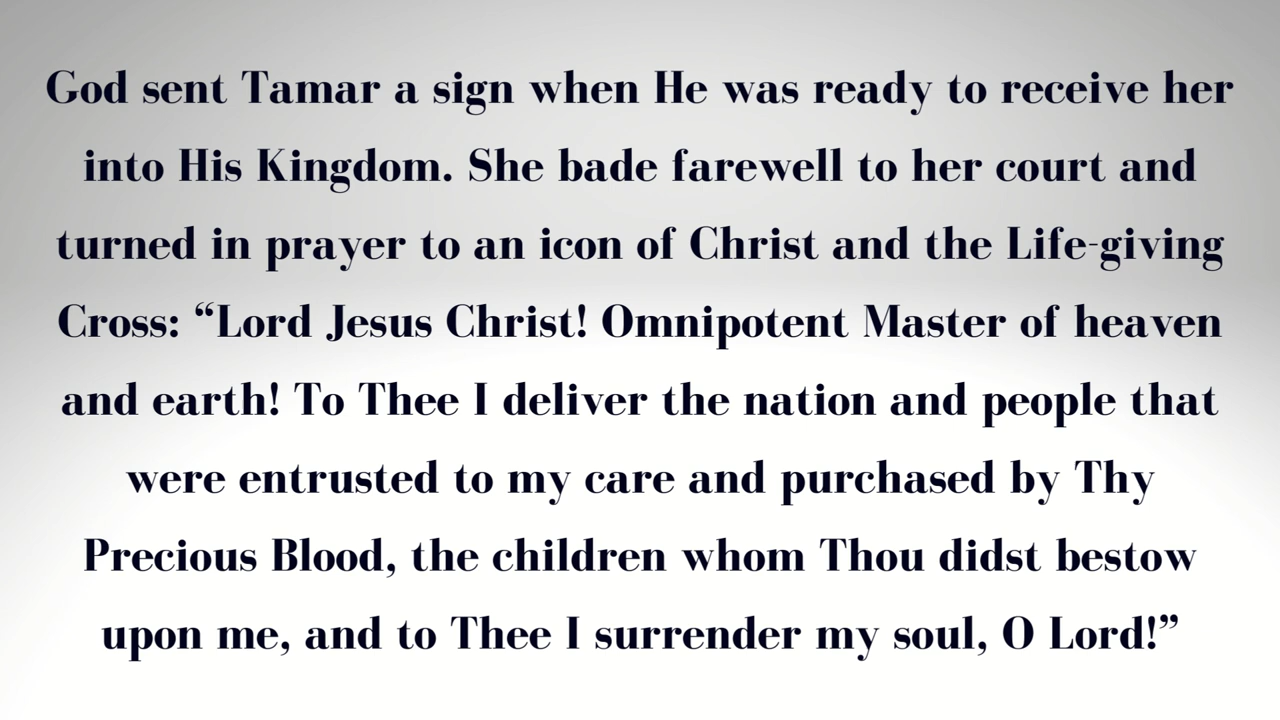 God sent Tamar a sign when He was ready to receive her
into His Kingdom. She bade farewell to her court and
turned in prayer to an icon of Christ and the Life-giving
Cross: “Lord Jesus Christ! Omnipotent Master of heaven
and earth! To Thee I deliver the nation and people that
were entrusted to my care and purchased by Thy
Precious Blood, the children whom Thou didst bestow
upon me, and to Thee I surrender my soul, O Lord!”